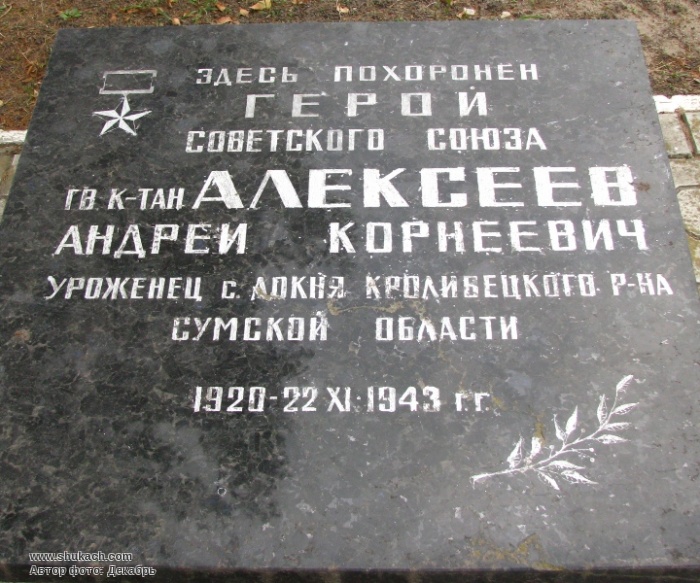 ЗДЕСЬ ПОХОРОНЕН
ГЕРОЙ
СОВЕТСКОГО СОЮЗА
ГВ. К-ТАН АЛЕКСЕЕВ
АНДРЕЙ КОРНЕЕВИЧ
УРОЖЕНЕЦ С. ЛОКНЯ КРОЛИВЕЦКОГО Р-НА
СУМСКОЙ ОБЛАСТИ
1920-22 XI-1943 г.г.
www.shukach.com
Автор фото: Декабрь